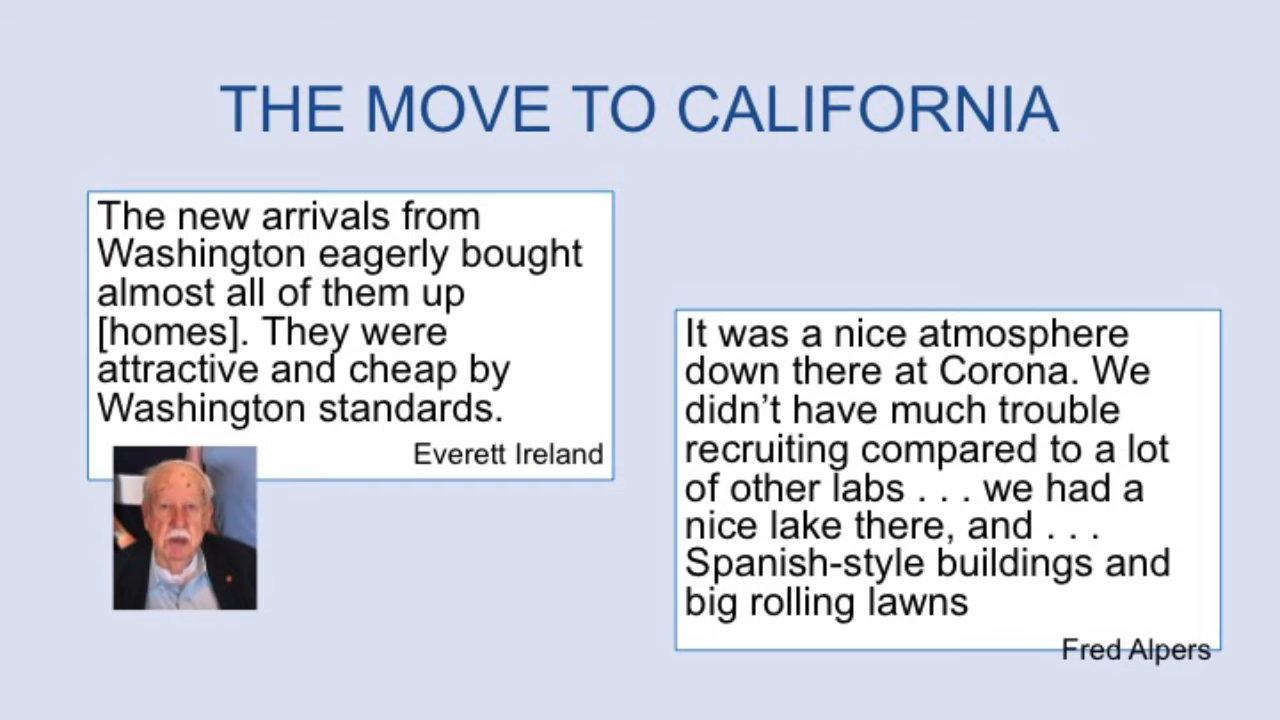 THE MOVE TO CALIFORNIA
The new arrivals from
Washington eagerly bought
almost all of them up
[homes]. They were
attractive and cheap by
Washington standards.
Everett Ireland
It was a nice atmosphere
down there at Corona. We
didn’t have much trouble
recruiting compared to a lot
of other labs . . . we had a
nice lake there, and . . .
Spanish-style buildings and
big rolling lawns
Fred Alpers